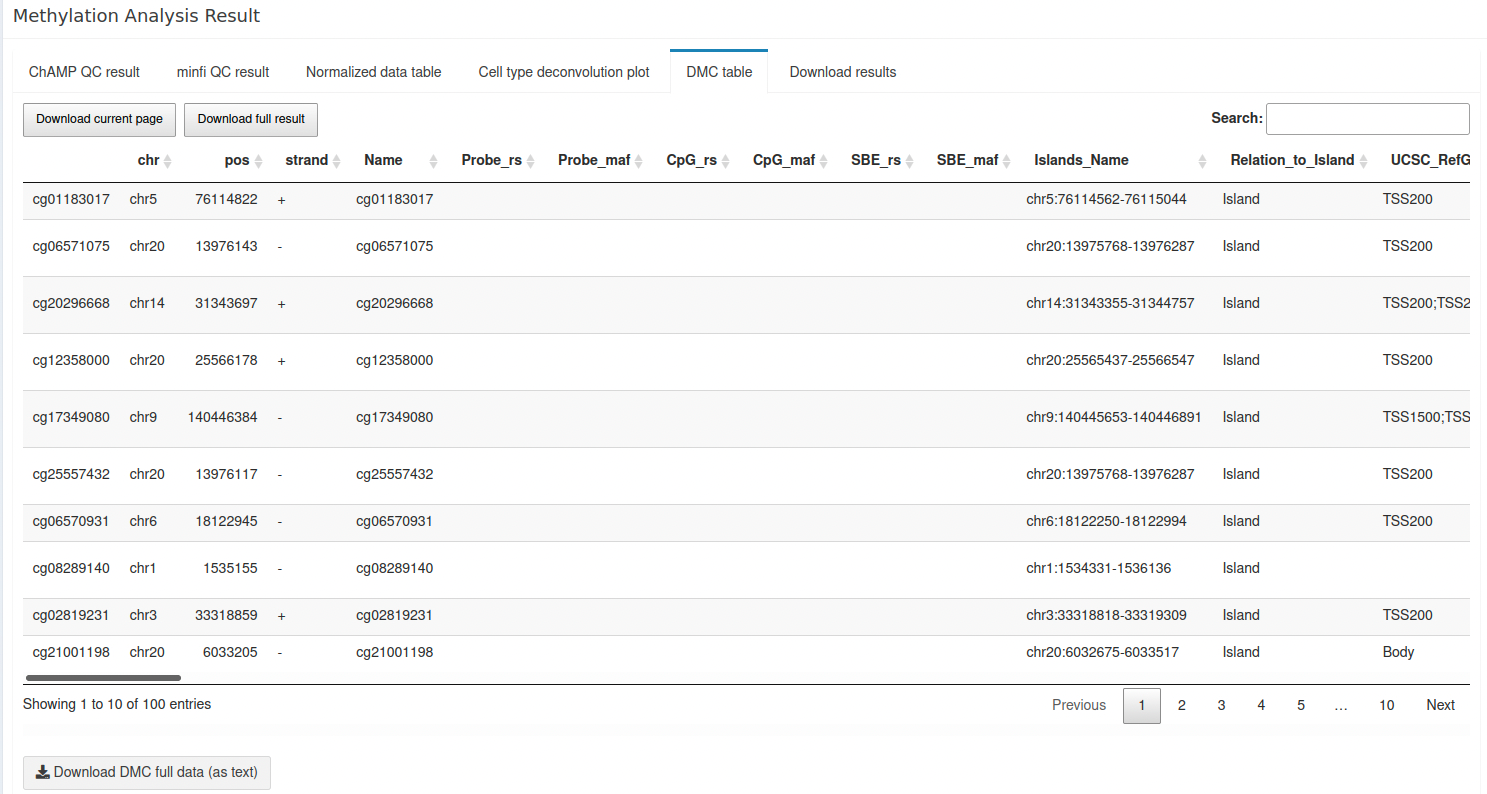 Methylation Analysis Result
ChAMP QC result minfi QC result Normalized data table Cell type deconvolution plot DMC table Download results
Download current page Download full result Search:
chr pos strand Name Probe_rs Probe_maf CpG_rs CpG_maf SBE_rs SBE_maf Islands_Name Relation_to_Island UCSC_RefG
cg01183017 chr5 76114822 + cg01183017 chr5:76114562-76115044 Island TSS200
cg06571075 chr20 13976143 - cg06571075 chr20:13975768-13976287 Island TSS200
cg20296668 chr14 31343697 + cg20296668 chr14:31343355-31344757 Island TSS200;TSS2
cg12358000 chr20 25566178 + cg12358000 chr20:25565437-25566547 Island TSS200
cg17349080 chr9 140446384 - cg17349080 chr9:140445653-140446891 Island TSS1500;TSS
cg25557432 chr20 13976117 - cg25557432 chr20:13975768-13976287 Island TSS200
cg06570931 chr6 18122945 - cg06570931 chr6:18122250-18122994 Island TSS200
cg08289140 chr1 1535155 - cg08289140 chr1:1534331-1536136 Island
cg02819231 chr3 33318859 + cg02819231 chr3:33318818-33319309 Island TSS200
cg21001198 chr20 6033205 - cg21001198 chr20:6032675-6033517 Island Body
Showing 1 to 10 of 100 entries Previous 1 2 3 4 5 … 10 Next
Download DMC full data (as text)